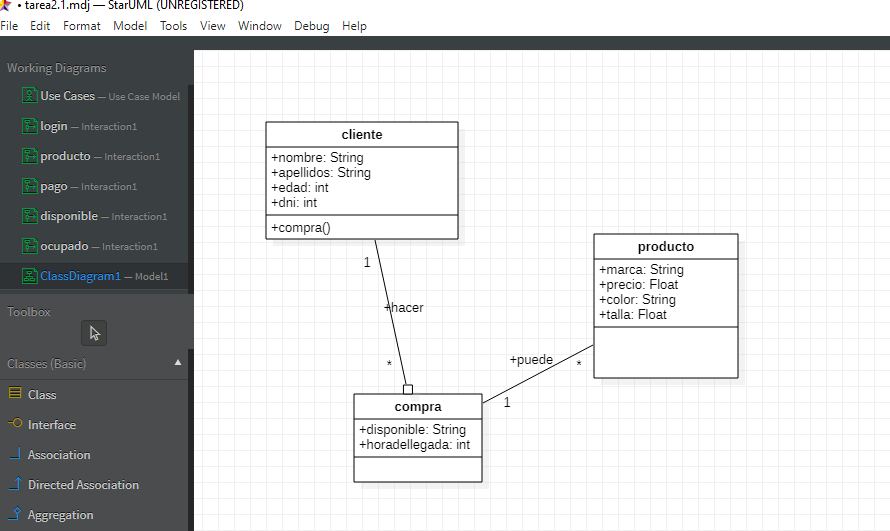 • tarea2.1.mdj — StarUML (UNREGISTERED)
File Edit Format Model Tools View Window Debug Help
Working Diagrams
Use Cases — Use Case Model
login — Interaction1
producto — Interaction1
pago — Interaction1
disponible — Interaction1
ocupado — Interaction1
ClassDiagram1 — Model1
Toolbox
Classes (Basic)
Class
Interface
Association
Directed Association
Aggregation
cliente
+nombre: String
+apellidos: String
+edad: int
+dni: int
+compra()
1
+hacer
*
compra
+disponible: String
+horadellegada: int
+puede
*
1
producto
+marca: String
+precio: Float
+color: String
+talla: Float